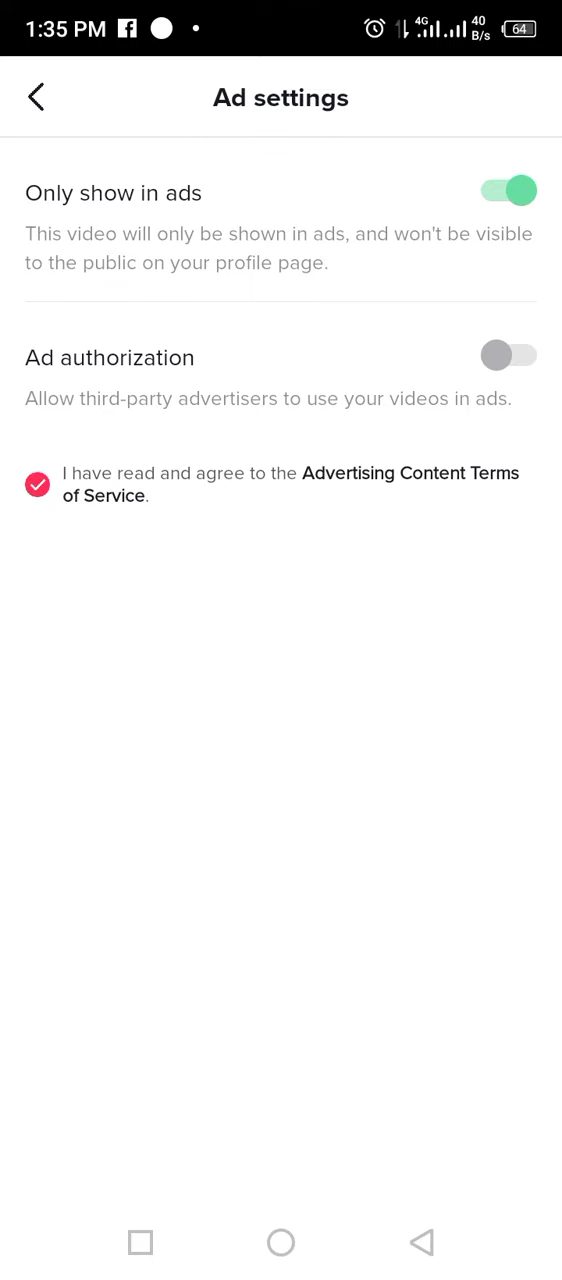 1:35 PM 4G 40 B/s 64
Ad settings
Only show in ads
This video will only be shown in ads, and won't be visible
to the public on your profile page.
Ad authorization
Allow third-party advertisers to use your videos in ads.
I have read and agree to the Advertising Content Terms
of Service.